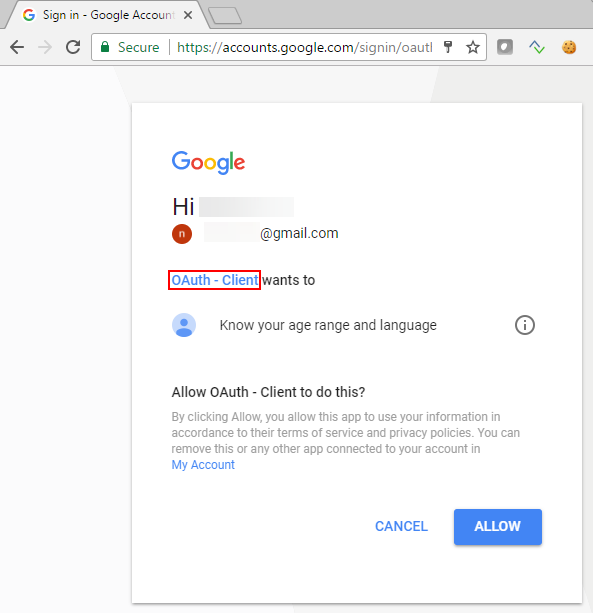 Sign in - Google Accoun
Secure https://accounts.google.com/signin/oautl
Google
Hi
n @gmail.com
OAuth - Client wants to
Know your age range and language
Allow OAuth - Client to do this?
By clicking Allow, you allow this app to use your information in
accordance to their terms of service and privacy policies. You can
remove this or any other app connected to your account in
My Account
CANCEL ALLOW